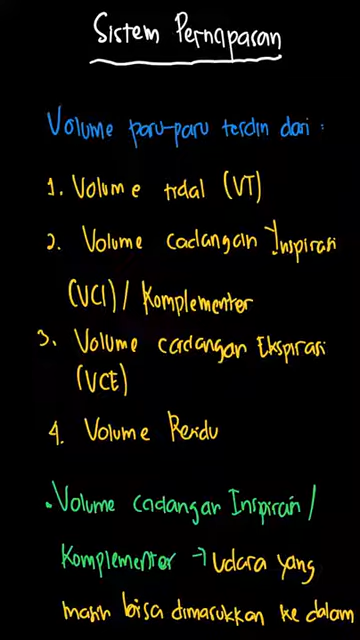 Sistem Pernapasan
Volume paru-paru terdiri dari :
1. Volume tidal (VT)
2. Volume cadangan Inspirasi
(VCI) / Komplementer
3. Volume cadangan Ekspirasi
(VCE)
4. Volume Residu
• Volume cadangan Inspirasi /
Komplementer → udara yang
masih bisa dimasukkan ke dalam